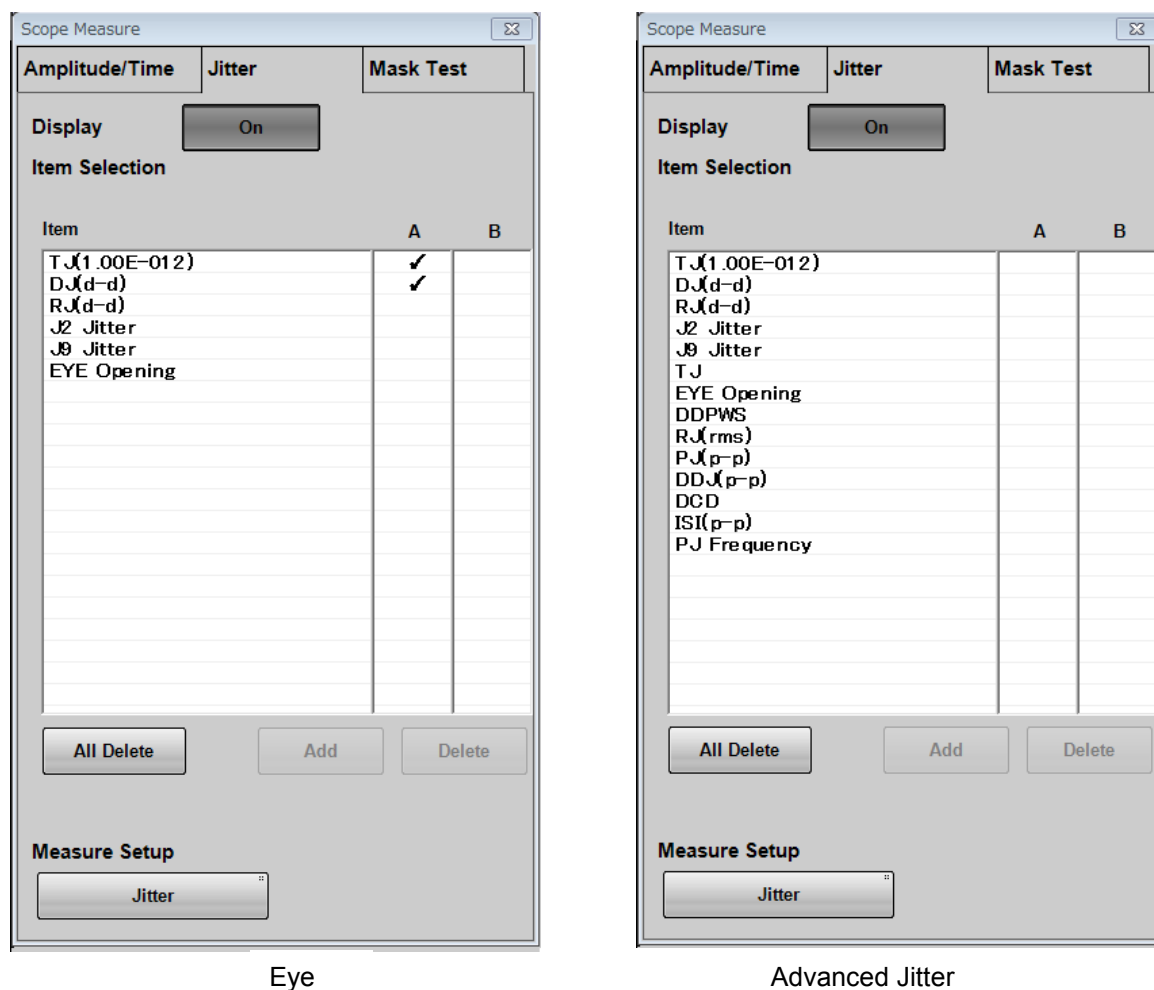 Scope Measure
Amplitude/Time Jitter Mask Test
Display On
Item Selection
Item A B
TJ(1.00E-012) ✓
DJ(d-d) ✓
RJ(d-d)
J2 Jitter
J9 Jitter
EYE Opening
All Delete Add Delete
Measure Setup
Jitter
Eye
Scope Measure
Amplitude/Time Jitter Mask Test
Display On
Item Selection
Item A B
TJ(1.00E-012)
DJ(d-d)
RJ(d-d)
J2 Jitter
J9 Jitter
TJ
EYE Opening
DDPWS
RJ(rms)
PJ(p-p)
DDJ(p-p)
DCD
ISI(p-p)
PJ Frequency
All Delete Add Delete
Measure Setup
Jitter
Advanced Jitter